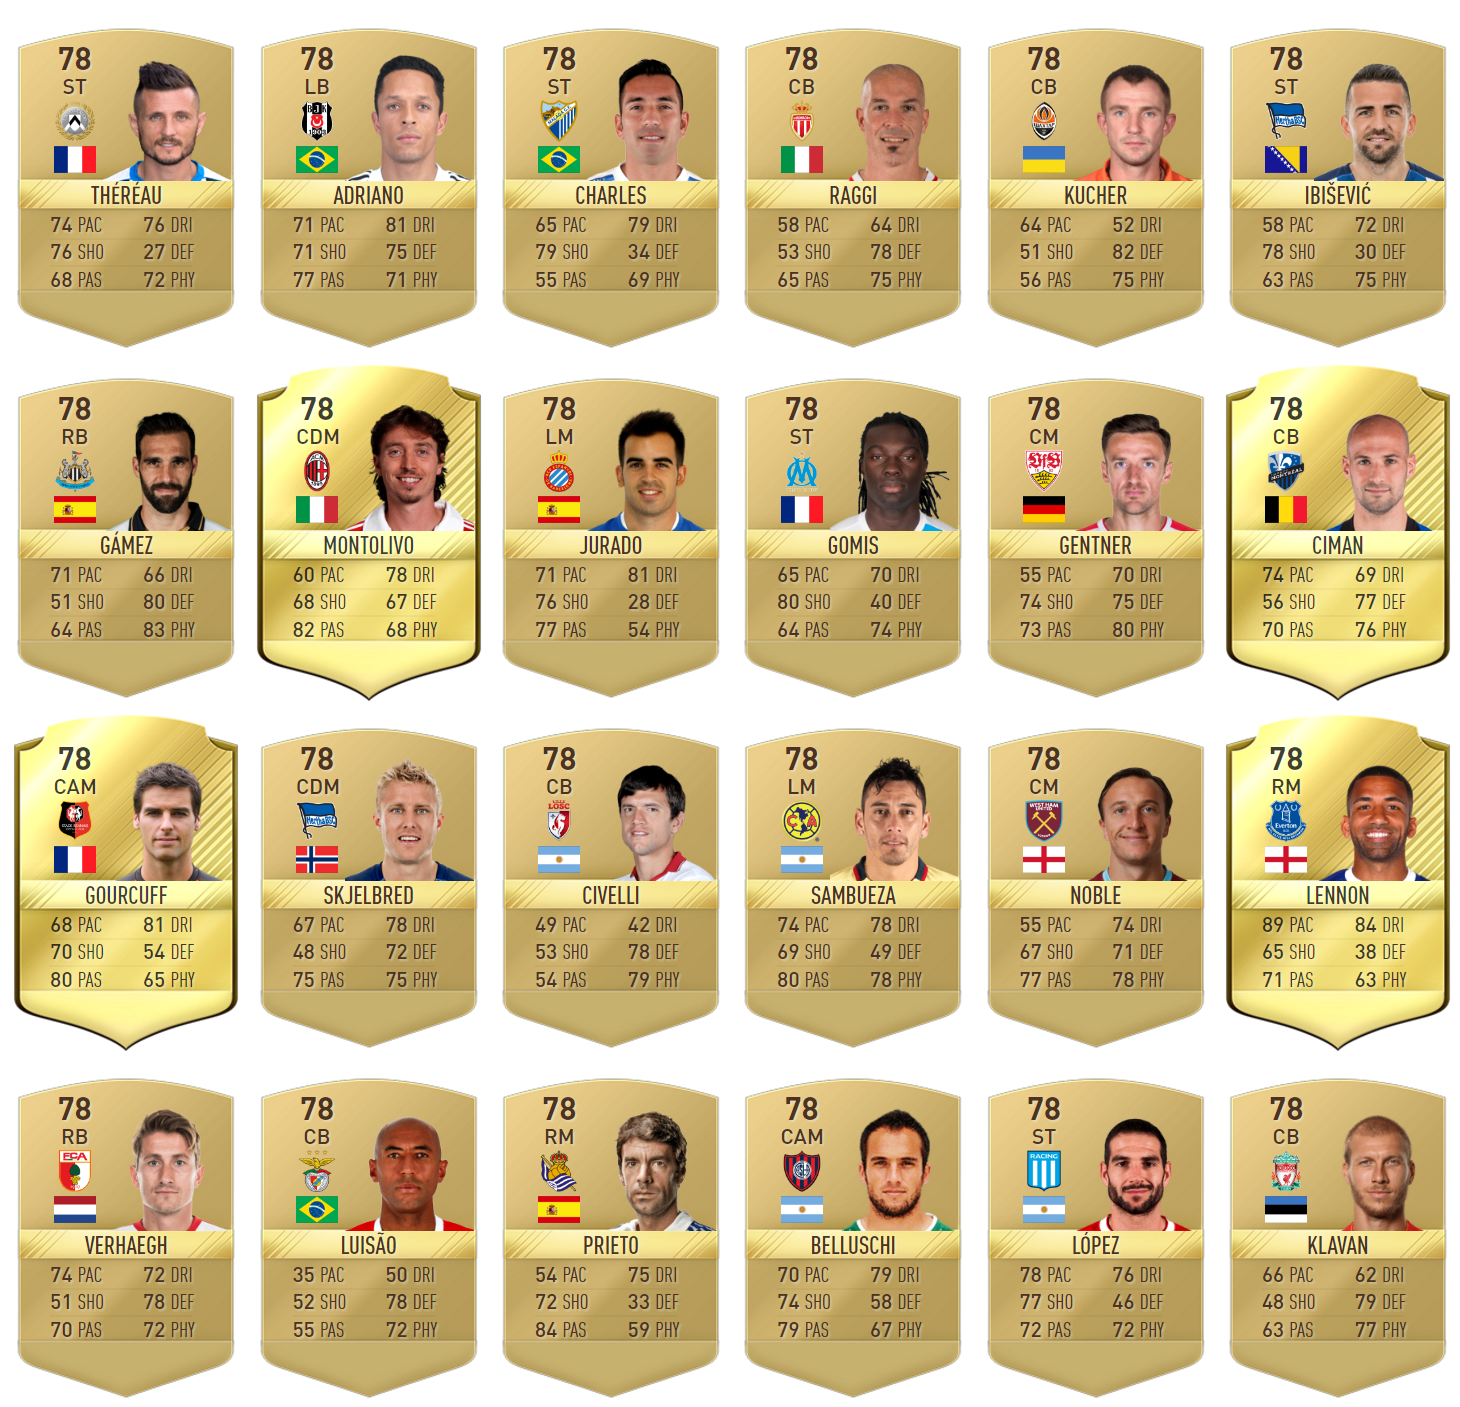 78
ST
THÉRÉAU
74 PAC 76 DRI
76 SHO 27 DEF
68 PAS 72 PHY
78
LB
BJK
1903
ADRIANO
71 PAC 81 DRI
71 SHO 75 DEF
77 PAS 71 PHY
78
ST
CHARLES
65 PAC 79 DRI
79 SHO 34 DEF
55 PAS 69 PHY
78
CB
RAGGI
58 PAC 64 DRI
53 SHO 78 DEF
65 PAS 75 PHY
78
CB
KUCHER
64 PAC 52 DRI
51 SHO 82 DEF
56 PAS 75 PHY
78
ST
Hertha BSC
IBIŠEVIĆ
58 PAC 72 DRI
78 SHO 30 DEF
63 PAS 75 PHY
78
RB
GÁMEZ
71 PAC 66 DRI
51 SHO 80 DEF
64 PAS 83 PHY
78
CDM
MONTOLIVO
60 PAC 78 DRI
68 SHO 67 DEF
82 PAS 68 PHY
78
LM
JURADO
71 PAC 81 DRI
76 SHO 28 DEF
77 PAS 54 PHY
78
ST
GOMIS
65 PAC 70 DRI
80 SHO 40 DEF
64 PAS 74 PHY
78
CM
VfB
GENTNER
55 PAC 70 DRI
74 SHO 75 DEF
73 PAS 80 PHY
78
CB
MONTREAL
CIMAN
74 PAC 69 DRI
56 SHO 77 DEF
70 PAS 76 PHY
78
CAM
GOURCUFF
68 PAC 81 DRI
70 SHO 54 DEF
80 PAS 65 PHY
78
CDM
Hertha BSC
SKJELBRED
67 PAC 78 DRI
48 SHO 72 DEF
75 PAS 75 PHY
78
CB
LILLE
LOSC
CIVELLI
49 PAC 42 DRI
53 SHO 78 DEF
54 PAS 79 PHY
78
LM
SAMBUEZA
74 PAC 78 DRI
69 SHO 49 DEF
80 PAS 78 PHY
78
CM
WEST HAM
UNITED
NOBLE
55 PAC 74 DRI
67 SHO 71 DEF
77 PAS 78 PHY
78
RM
Everton
LENNON
89 PAC 84 DRI
65 SHO 38 DEF
71 PAS 63 PHY
78
RB
FCA
VERHAEGH
74 PAC 72 DRI
51 SHO 78 DEF
70 PAS 72 PHY
78
CB
LUISÃO
35 PAC 50 DRI
52 SHO 78 DEF
55 PAS 72 PHY
78
RM
PRIETO
54 PAC 75 DRI
72 SHO 33 DEF
84 PAS 59 PHY
78
CAM
BELLUSCHI
70 PAC 79 DRI
74 SHO 58 DEF
79 PAS 67 PHY
78
ST
RACING
LÓPEZ
78 PAC 76 DRI
77 SHO 46 DEF
72 PAS 72 PHY
78
CB
KLAVAN
66 PAC 62 DRI
48 SHO 79 DEF
63 PAS 77 PHY